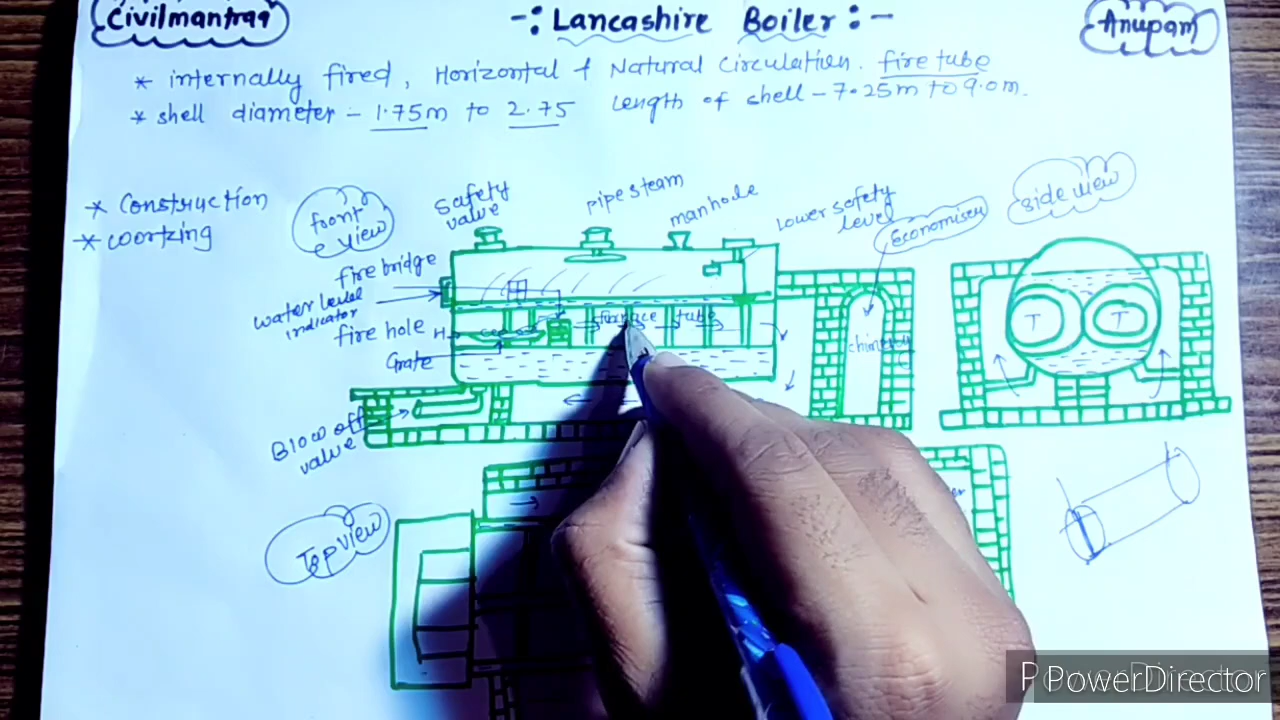 Civilmantraa
-: Lancashire Boiler :-
Anupam
* internally fired, Horizontal & Natural Circulation. fire tube
* shell diameter - 1.75m to 2.75 Length of shell - 7.25m to 9.0m.
* Construction
* Working
front view
safety valve
pipe steam
manhole
Lower safety level
Economiser
side view
fire bridge
water level indicator
fire hole
Grate
furnace tube
chimney
T T
Blow off valve
Top view
PowerDirector